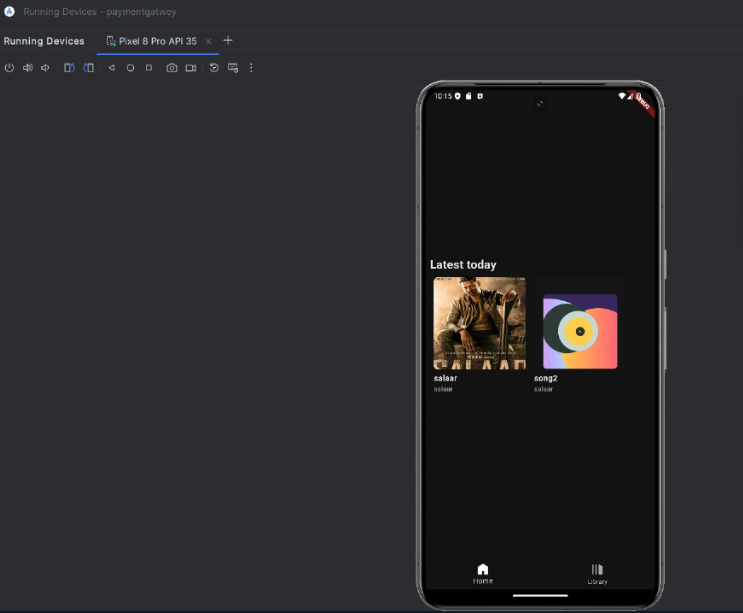 Running Devices - paymentgatwey
Running Devices
Pixel 8 Pro API 35
10:15
DEBUG
Latest today
SALAAR
salaar
salaar
song2
salaar
Home
Library